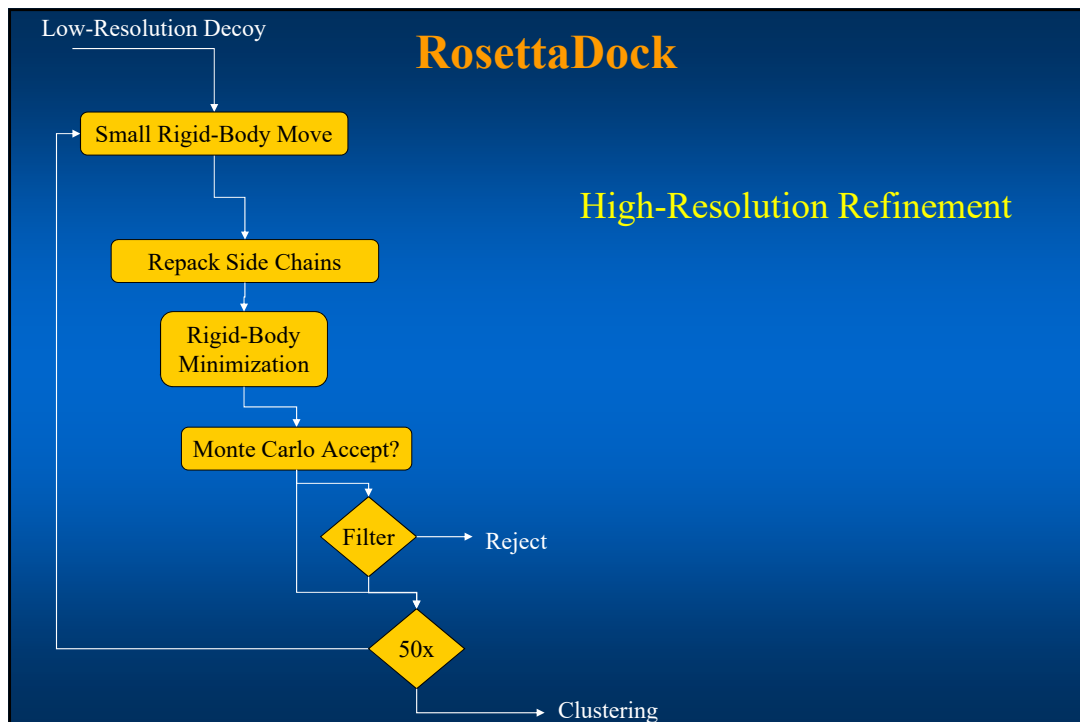 Low-Resolution Decoy
RosettaDock
Small Rigid-Body Move
High-Resolution Refinement
Repack Side Chains
Rigid-Body
Minimization
Monte Carlo Accept?
Filter
Reject
50x
Clustering